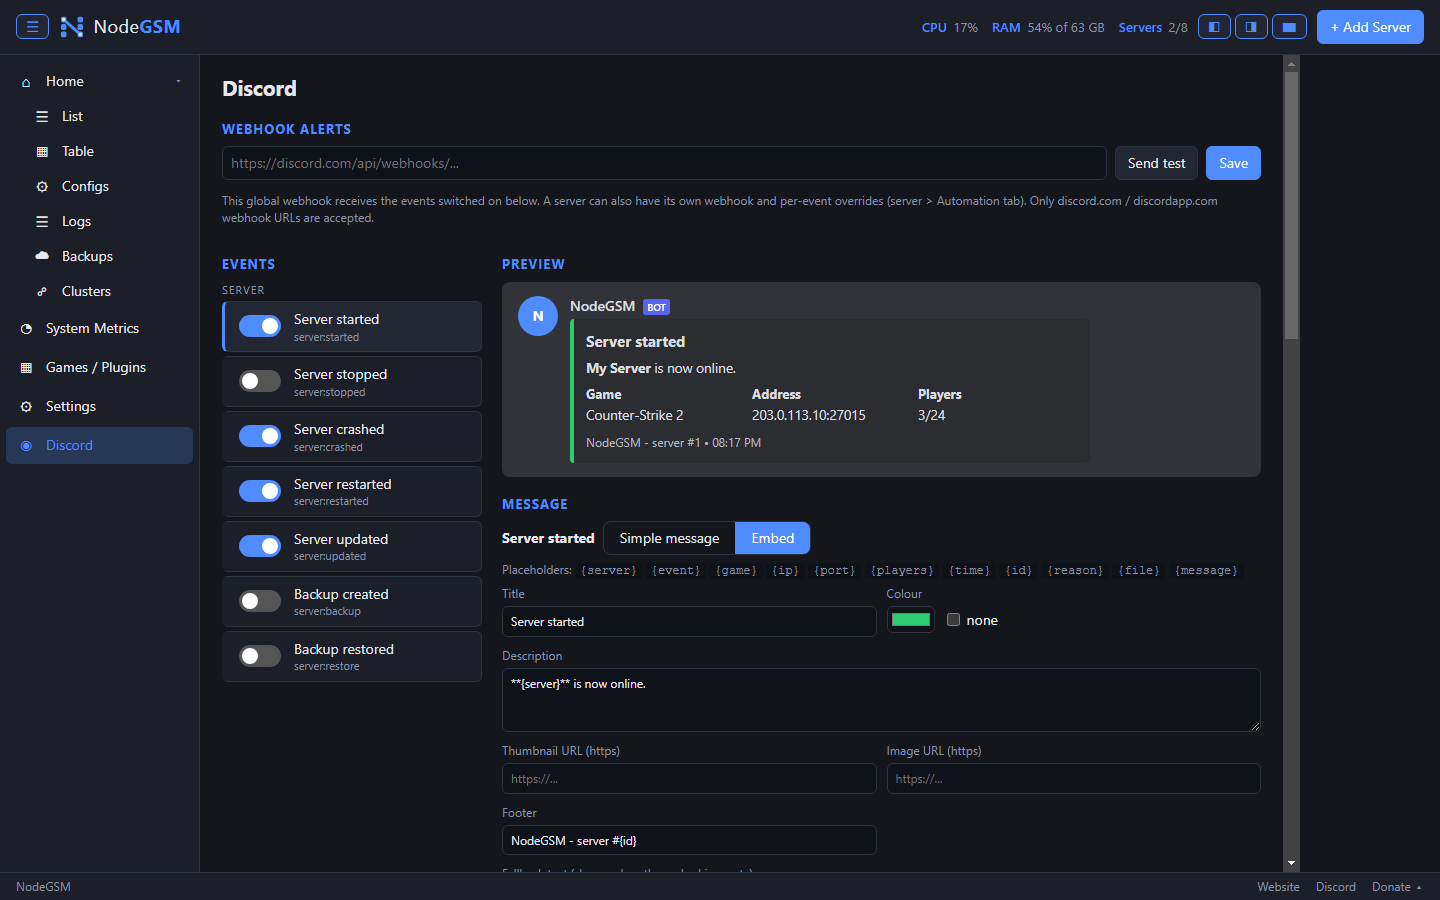 NodeGSM
CPU 17% RAM 54% of 63 GB Servers 2/8
+ Add Server
Home
List
Table
Configs
Logs
Backups
Clusters
System Metrics
Games / Plugins
Settings
Discord
Discord
WEBHOOK ALERTS
https://discord.com/api/webhooks/...
Send test
Save
This global webhook receives the events switched on below. A server can also have its own webhook and per-event overrides (server > Automation tab). Only discord.com / discordapp.com
webhook URLs are accepted.
EVENTS
SERVER
Server started
server:started
Server stopped
server:stopped
Server crashed
server:crashed
Server restarted
server:restarted
Server updated
server:updated
Backup created
server:backup
Backup restored
server:restore
PREVIEW
N
NodeGSM BOT
Server started
My Server is now online.
Game Address Players
Counter-Strike 2 203.0.113.10:27015 3/24
NodeGSM - server #1 • 08:17 PM
MESSAGE
Server started Simple message Embed
Placeholders: {server} {event} {game} {ip} {port} {players} {time} {id} {reason} {file} {message}
Title Colour
Server started
none
Description
**{server}** is now online.
Thumbnail URL (https) Image URL (https)
https://... https://...
Footer
NodeGSM - server #{id}
NodeGSM
Website Discord Donate